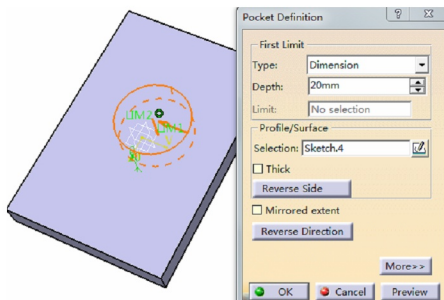 Pocket Definition
? X
First Limit
Type: Dimension
Depth: 20mm
Limit: No selection
Profile/Surface
Selection: Sketch.4
Thick
Reverse Side
Mirrored extent
Reverse Direction
More>>
OK Cancel Preview
LIM2
LIM1